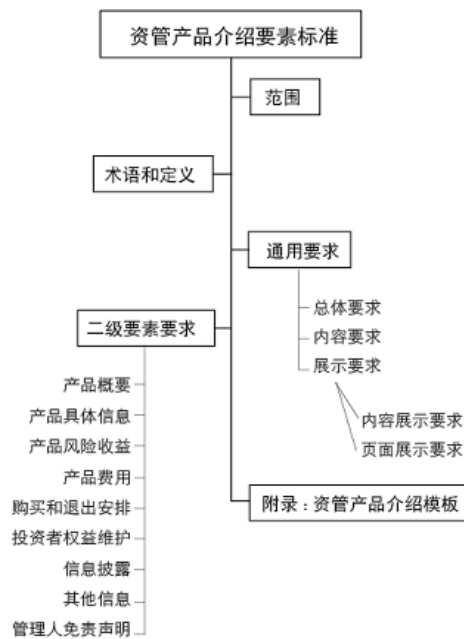 资管产品介绍要素标准
范围
术语和定义
通用要求
总体要求
内容要求
展示要求
内容展示要求
页面展示要求
二级要素要求
产品概要
产品具体信息
产品风险收益
产品费用
购买和退出安排
投资者权益维护
信息披露
其他信息
管理人免责声明
附录：资管产品介绍模板